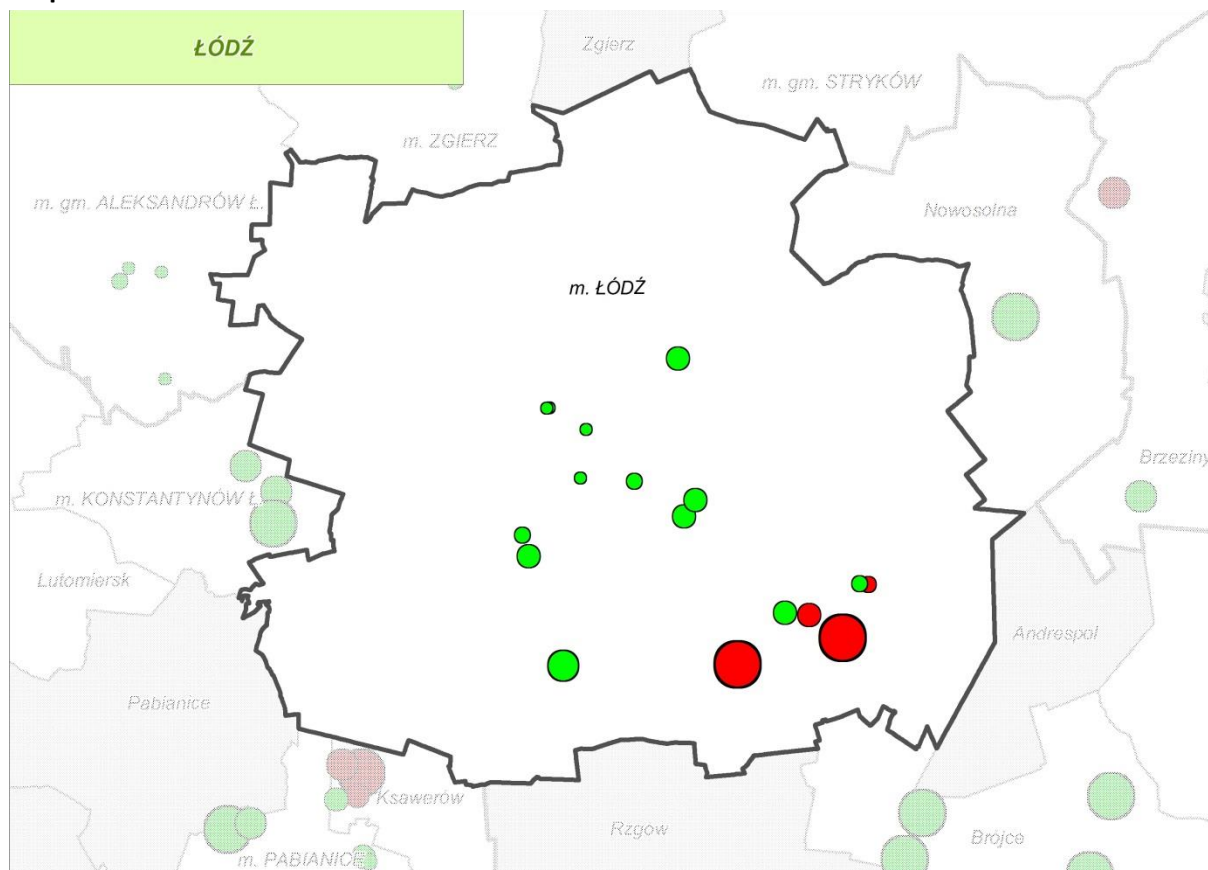 ŁÓDŹ
Zgierz
m. gm. STRYKÓW
m. ZGIERZ
m. gm. ALEKSANDRÓW Ł.
Nowosolna
m. ŁÓDŹ
Brzeziny
m. KONSTANTYNÓW Ł.
Lutomiersk
Andrespol
Pabianice
Ksawerów
Rzgów
Brójce
m. PABIANICE